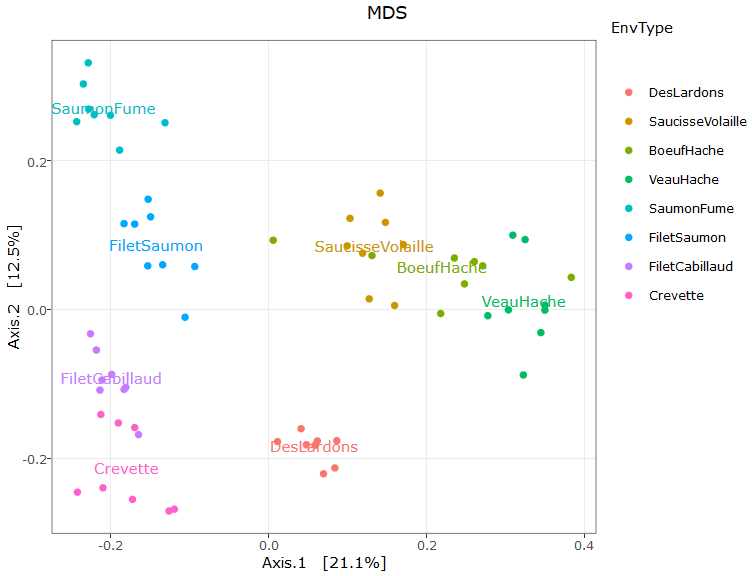 MDS
EnvType
DesLardons
SaucisseVolaille
BoeufHache
VeauHache
SaumonFume
FiletSaumon
FiletCabillaud
Crevette
SaumonFume
FiletSaumon
SaucisseVolaille
BoeufHache
VeauHache
FiletCabillaud
DesLardons
Crevette
0.2
0.0
-0.2
Axis.2 [12.5%]
-0.2 0.0 0.2 0.4
Axis.1 [21.1%]